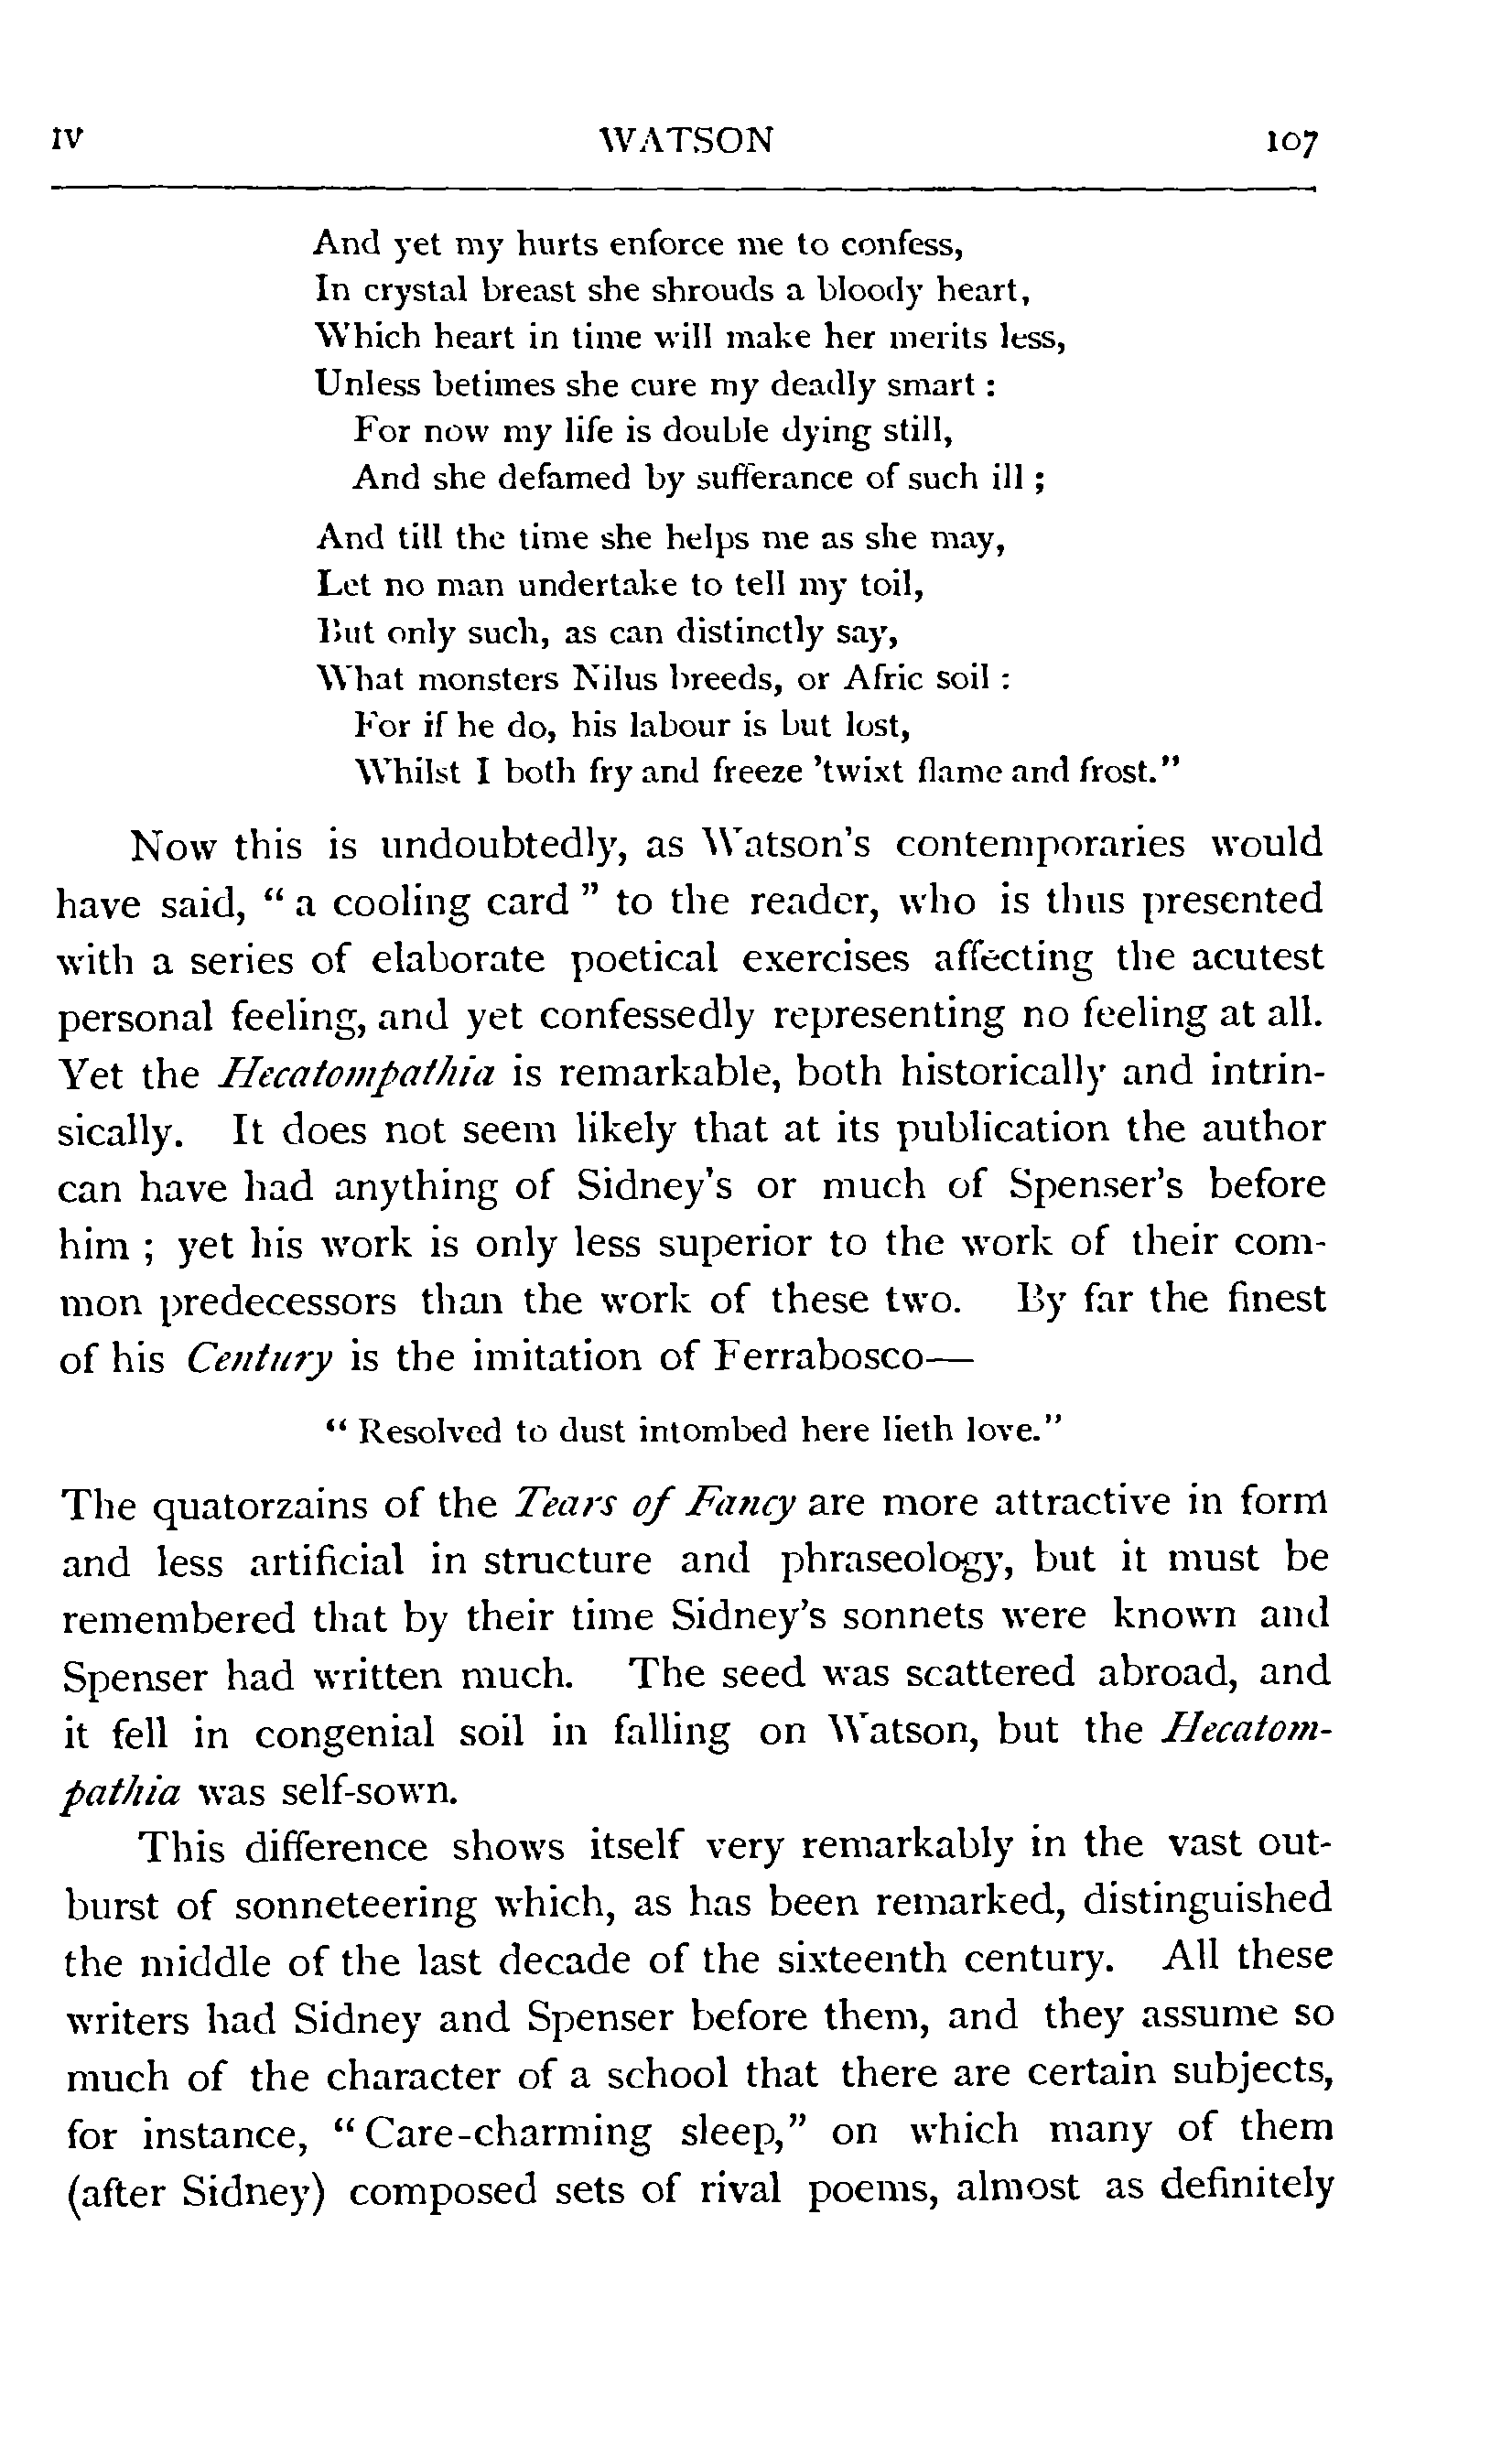 IV WATSON 107
And yet my hurts enforce me to confess,
In crystal breast she shrouds a bloody heart,
Which heart in time will make her merits less,
Unless betimes she cure my deadly smart :
For now my life is double dying still,
And she defamed by sufferance of such ill ;
And till the time she helps me as she may,
Let no man undertake to tell my toil,
But only such, as can distinctly say,
What monsters Nilus breeds, or Afric soil :
For if he do, his labour is but lost,
Whilst I both fry and freeze 'twixt flame and frost."
Now this is undoubtedly, as Watson's contemporaries would
have said, " a cooling card " to the reader, who is thus presented
with a series of elaborate poetical exercises affecting the acutest
personal feeling, and yet confessedly representing no feeling at all.
Yet the Hecatompathia is remarkable, both historically and intrin-
sically. It does not seem likely that at its publication the author
can have had anything of Sidney's or much of Spenser's before
him ; yet his work is only less superior to the work of their com-
mon predecessors than the work of these two. By far the finest
of his Century is the imitation of Ferrabosco—
" Resolved to dust intombed here lieth love."
The quatorzains of the Tears of Fancy are more attractive in form
and less artificial in structure and phraseology, but it must be
remembered that by their time Sidney's sonnets were known and
Spenser had written much. The seed was scattered abroad, and
it fell in congenial soil in falling on Watson, but the Hecatom-
pathia was self-sown.
This difference shows itself very remarkably in the vast out-
burst of sonneteering which, as has been remarked, distinguished
the middle of the last decade of the sixteenth century. All these
writers had Sidney and Spenser before them, and they assume so
much of the character of a school that there are certain subjects,
for instance, " Care-charming sleep," on which many of them
(after Sidney) composed sets of rival poems, almost as definitely